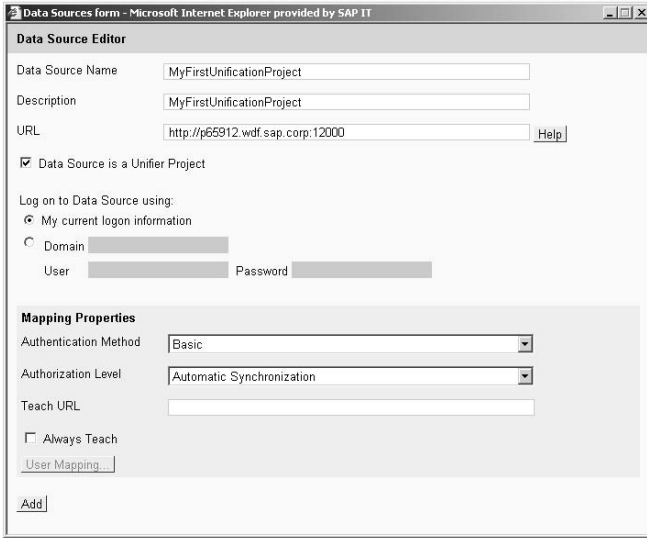 Data Sources form - Microsoft Internet Explorer provided by SAP IT
Data Source Editor
Data Source Name MyFirstUnificationProject
Description MyFirstUnificationProject
URL http://p65912.wdf.sap.corp:12000 Help
Data Source is a Unifier Project
Log on to Data Source using:
My current logon information
Domain
User Password
Mapping Properties
Authentication Method Basic
Authorization Level Automatic Synchronization
Teach URL
Always Teach
User Mapping...
Add